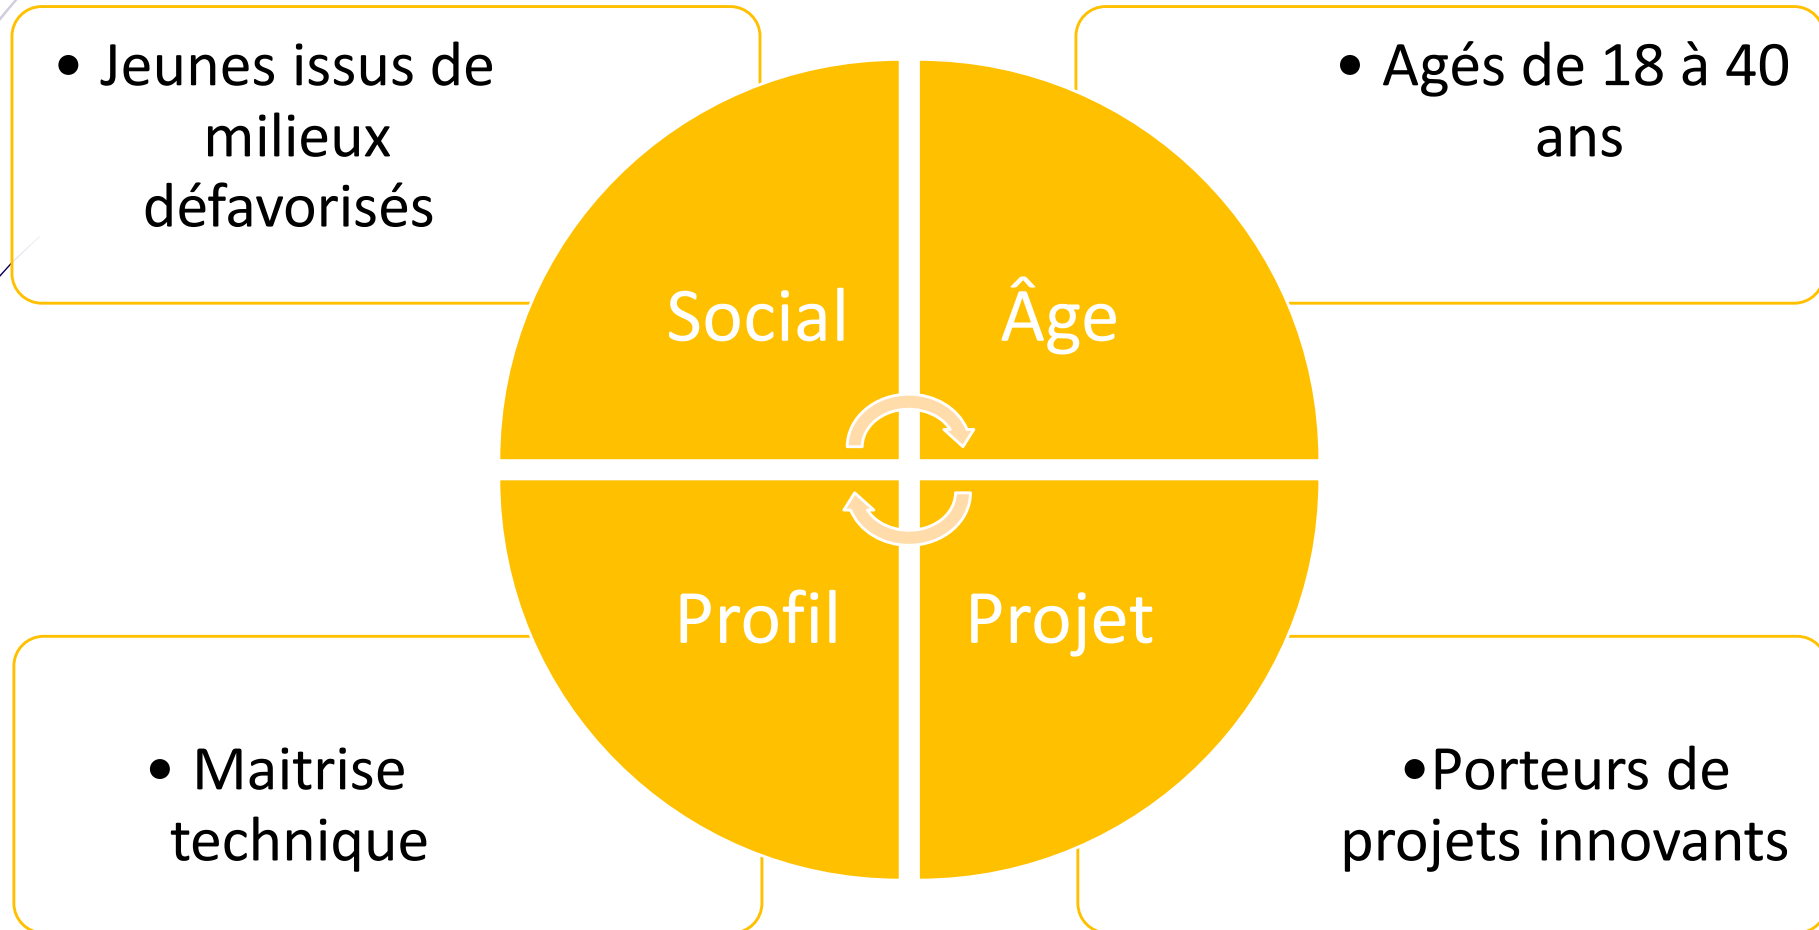 • Jeunes issus de
milieux
défavorisés
• Agés de 18 à 40
ans
Social
Âge
Profil
Projet
• Maitrise
technique
•Porteurs de
projets innovants